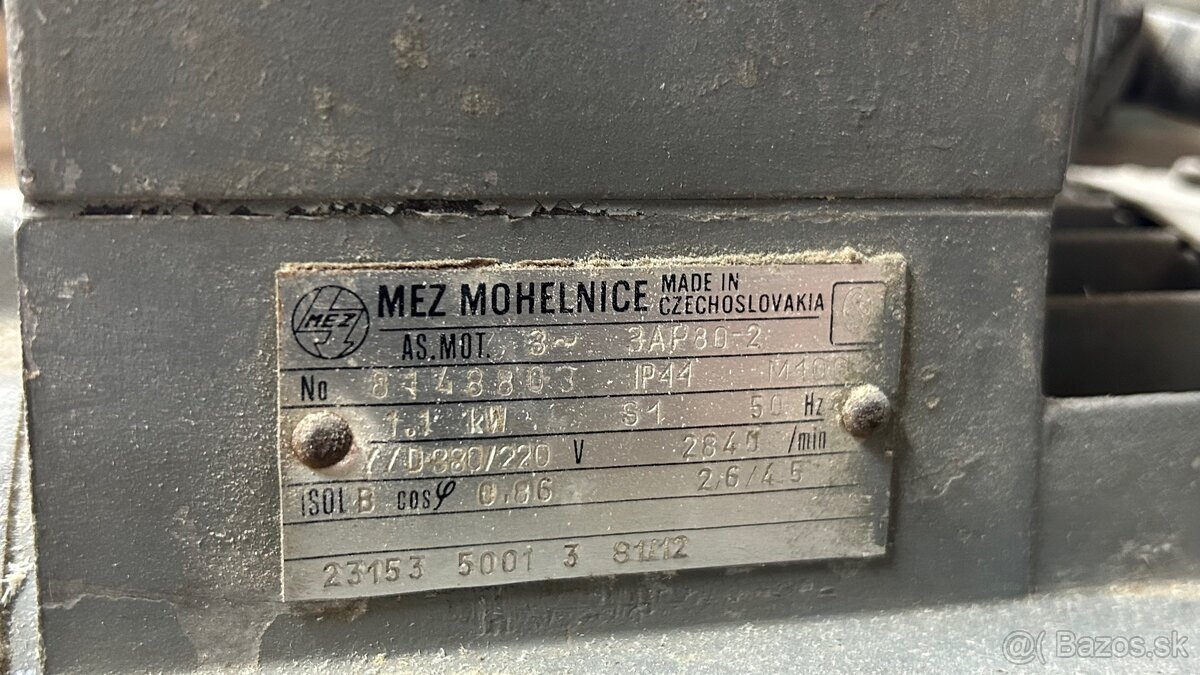 MEZ MEZ MOHELNICE MADE IN CZECHOSLOVAKIA
AS. MOT. 3~ 3AP80-2
No 8148803 IP44
1.1 kW S1 50 Hz
Y/D 380/220 V 2840 /min
ISOL B cos φ 0,86 2,6/4.5
23153 5001 3 81/12
@( Bazos.sk